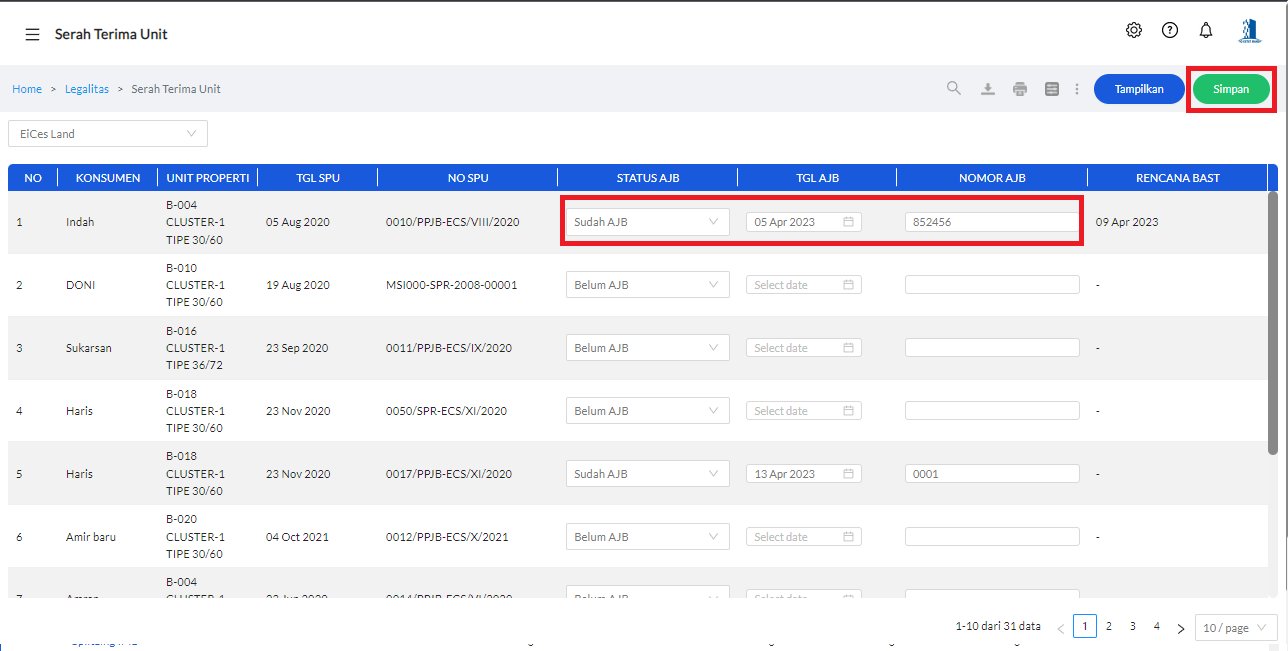 Serah Terima Unit
Home > Legalitas > Serah Terima Unit
Tampilkan
Simpan
EiCes Land
NO KONSUMEN UNIT PROPERTI TGL SPU NO SPU STATUS AJB TGL AJB NOMOR AJB RENCANA BAST
B-004
1 Indah CLUSTER-1 05 Aug 2020 0010/PPJB-ECS/VIII/2020 Sudah AJB 05 Apr 2023 852456 09 Apr 2023
TIPE 30/60
B-010
2 DONI CLUSTER-1 19 Aug 2020 MSI000-SPR-2008-00001 Belum AJB Select date -
TIPE 30/60
B-016
3 Sukarsan CLUSTER-1 23 Sep 2020 0011/PPJB-ECS/IX/2020 Belum AJB Select date -
TIPE 36/72
B-018
4 Haris CLUSTER-1 23 Nov 2020 0050/SPR-ECS/XI/2020 Belum AJB Select date -
TIPE 30/60
B-018
5 Haris CLUSTER-1 23 Nov 2020 0017/PPJB-ECS/XI/2020 Sudah AJB 13 Apr 2023 0001 -
TIPE 30/60
B-020
6 Amir baru CLUSTER-1 04 Oct 2021 0012/PPJB-ECS/X/2021 Belum AJB Select date -
TIPE 30/60
B-004
1-10 dari 31 data < 1 2 3 4 > 10 / page